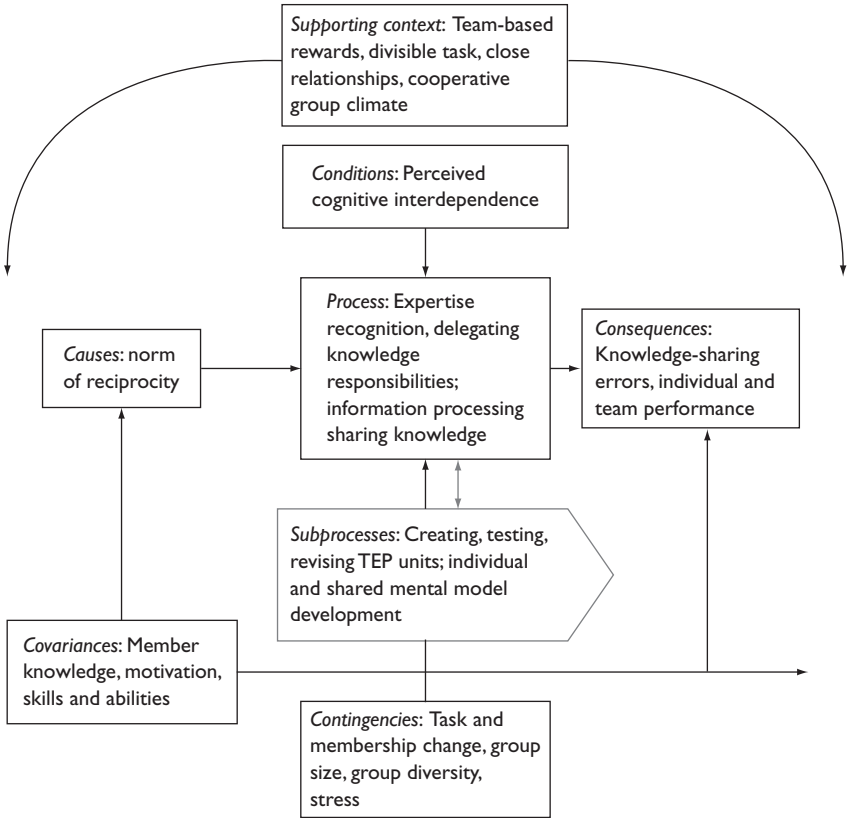 Supporting context: Team-based
rewards, divisible task, close
relationships, cooperative
group climate
Conditions: Perceived
cognitive interdependence
Process: Expertise
recognition, delegating
knowledge
responsibilities;
information processing
sharing knowledge
Causes: norm
of reciprocity
Consequences:
Knowledge-sharing
errors, individual and
team performance
Subprocesses: Creating, testing,
revising TEP units; individual
and shared mental model
development
Covariances: Member
knowledge, motivation,
skills and abilities
Contingencies: Task and
membership change, group
size, group diversity,
stress